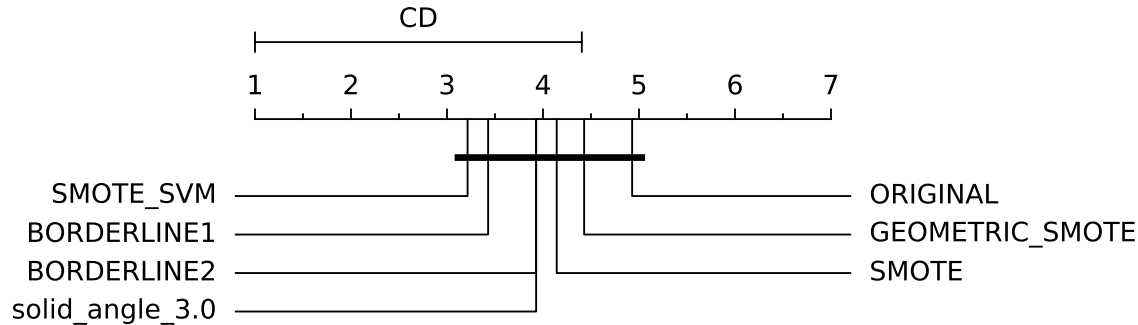 CD
1 2 3 4 5 6 7
SMOTE_SVM
BORDERLINE1
BORDERLINE2
solid_angle_3.0
ORIGINAL
GEOMETRIC_SMOTE
SMOTE